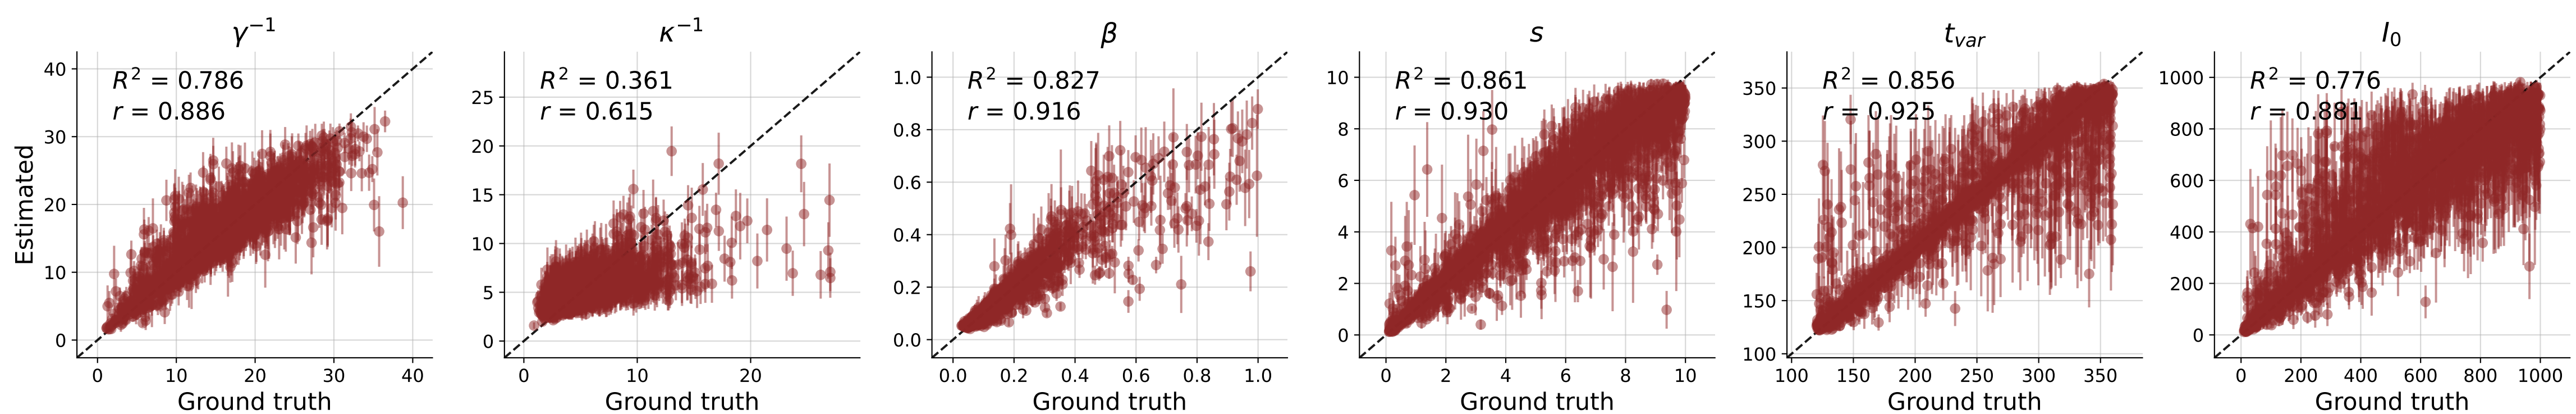 γ⁻¹
R² = 0.786
r = 0.886
40
30
20
10
0
0 10 20 30 40
Estimated
Ground truth
κ⁻¹
R² = 0.361
r = 0.615
25
20
15
10
5
0
0 10 20
Ground truth
β
R² = 0.827
r = 0.916
1.0
0.8
0.6
0.4
0.2
0.0
0.0 0.2 0.4 0.6 0.8 1.0
Ground truth
s
R² = 0.861
r = 0.930
10
8
6
4
2
0
0 2 4 6 8 10
Ground truth
t_var
R² = 0.856
r = 0.925
350
300
250
200
150
100
100 150 200 250 300 350
Ground truth
I₀
R² = 0.776
r = 0.881
1000
800
600
400
200
0
0 200 400 600 800 1000
Ground truth